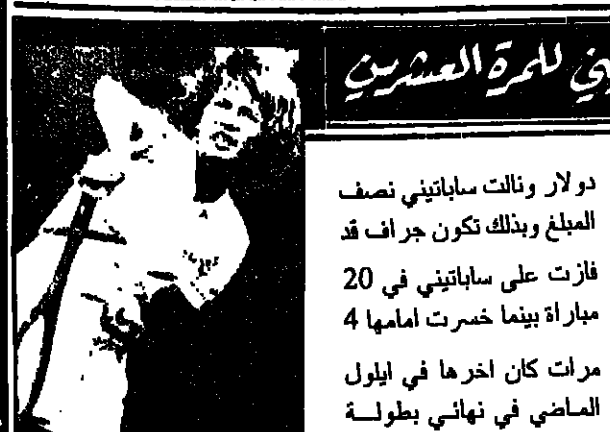 للمرة العشرين
دولار ونالت ساباتيني نصف
المبلغ وبذلك تكون جراف قد
فازت على ساباتيني في 20
مباراة بينما خسرت امامها 4
مرات كان اخرها في ايلول
الماضي في نهائي بطولة